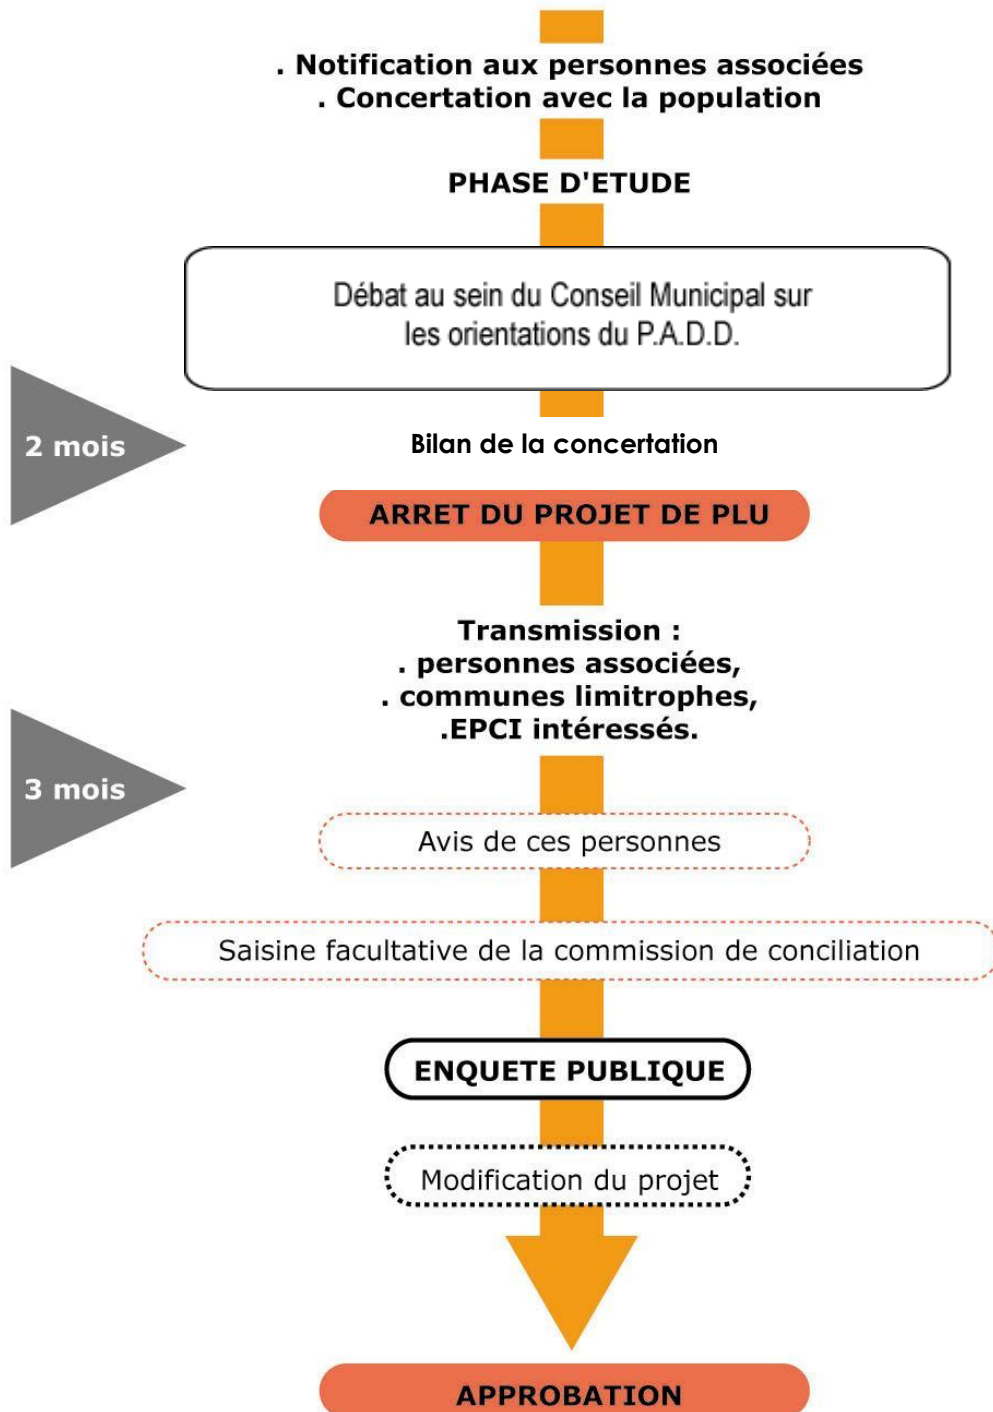 . Notification aux personnes associées
. Concertation avec la population
PHASE D'ETUDE
Débat au sein du Conseil Municipal sur
les orientations du P.A.D.D.
2 mois
Bilan de la concertation
ARRET DU PROJET DE PLU
Transmission :
. personnes associées,
. communes limitrophes,
.EPCI intéressés.
3 mois
Avis de ces personnes
Saisine facultative de la commission de conciliation
ENQUETE PUBLIQUE
Modification du projet
APPROBATION